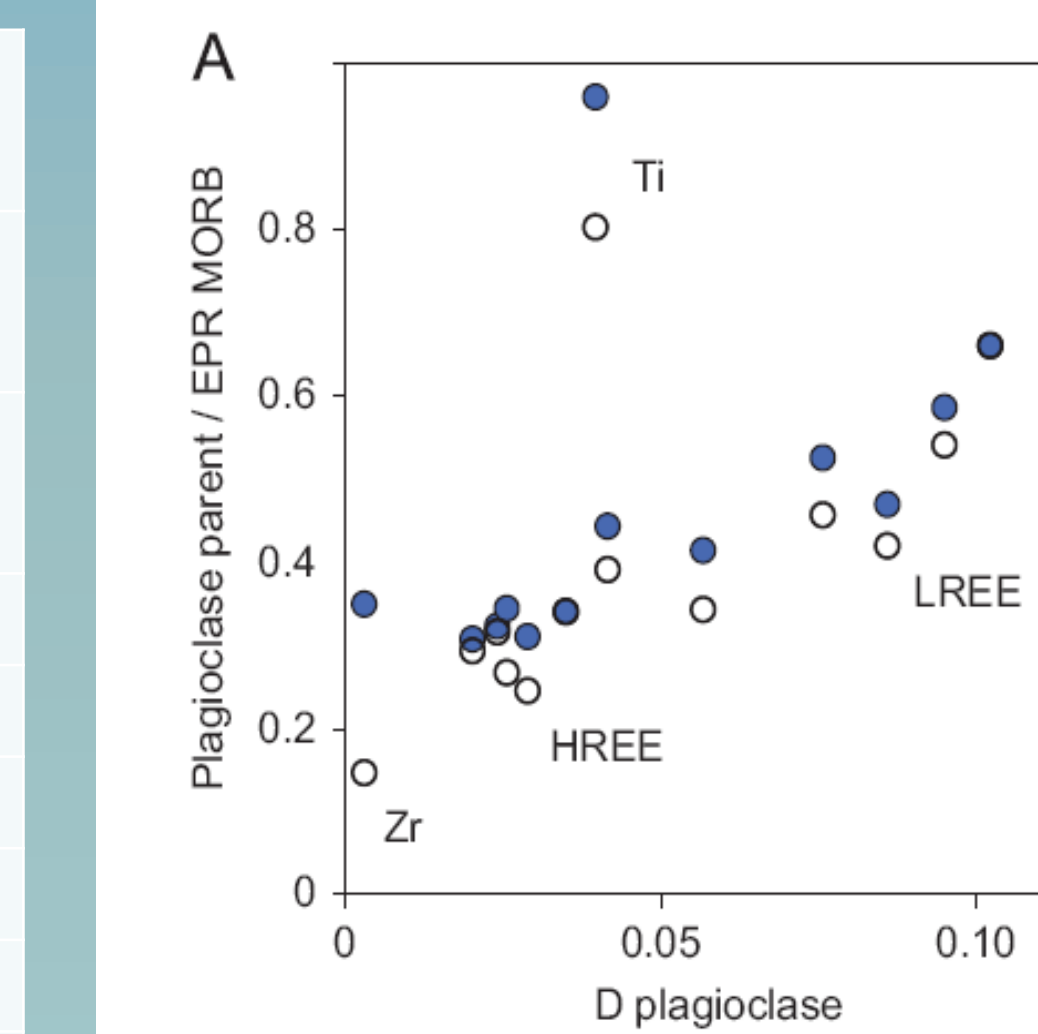 A
Plagioclase parent / EPR MORB
Ti
0.8
0.6
0.4
LREE
0.2
HREE
Zr
0
0
0.05
0.10
D plagioclase